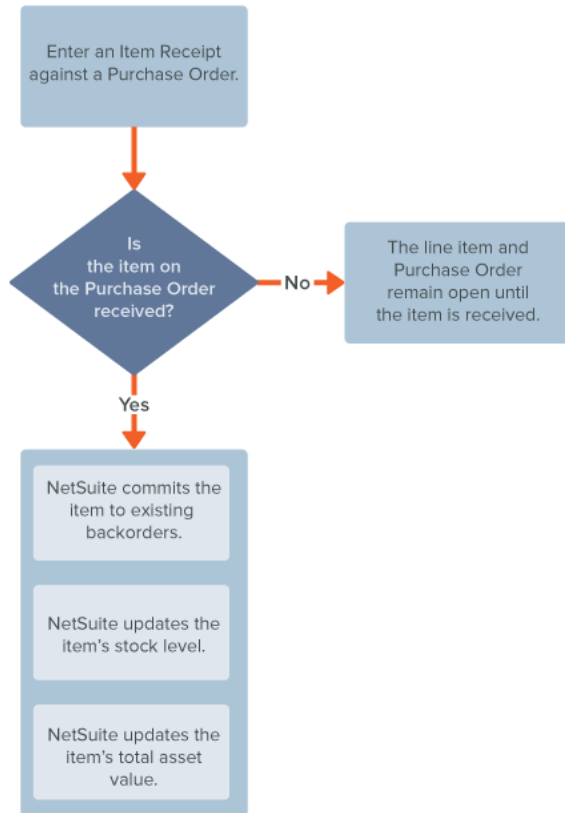 Enter an Item Receipt
against a Purchase Order.
Is
the item on
the Purchase Order
received?
No
The line item and
Purchase Order
remain open until
the item is received.
Yes
NetSuite commits the
item to existing
backorders.
NetSuite updates the
item's stock level.
NetSuite updates the
item's total asset
value.